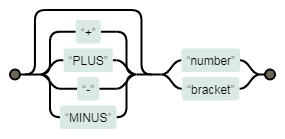 “+”
“PLUS”
“-”
“MINUS”
“number”
“bracket”